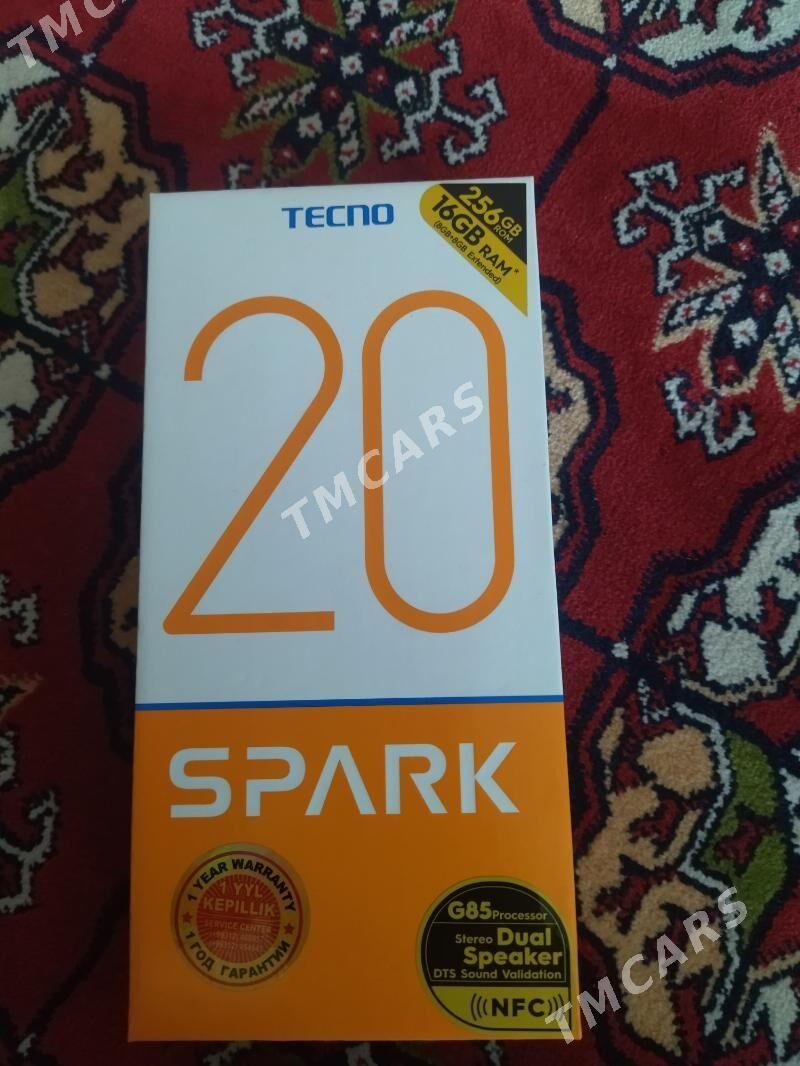 TMCARS
TECNO
256GB
ROM
16GB RAM*
(8GB+8GB Extended)
20
TMCARS
SPARK
1 YEAR WARRANTY
1 YYL
KEPILLIK
SERVICE CENTER
1 ГОД ГАРАНТИИ
G85 Processor
Stereo Dual
Speaker
DTS Sound Validation
NFC
TMCARS